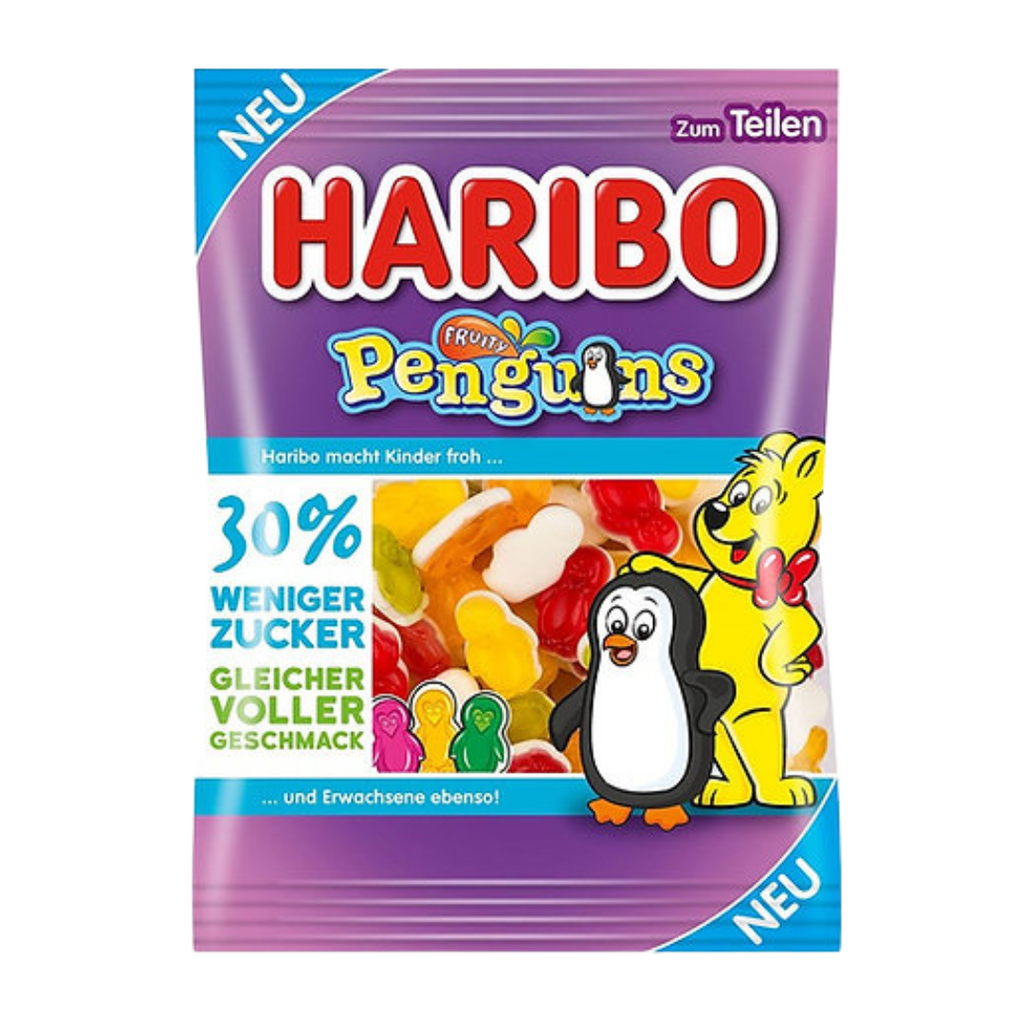 NEU
Zum Teilen
HARIBO
FRUITY
Penguins
Haribo macht Kinder froh ...
30%
WENIGER
ZUCKER
GLEICHER
VOLLER
GESCHMACK
... und Erwachsene ebenso!
NEU